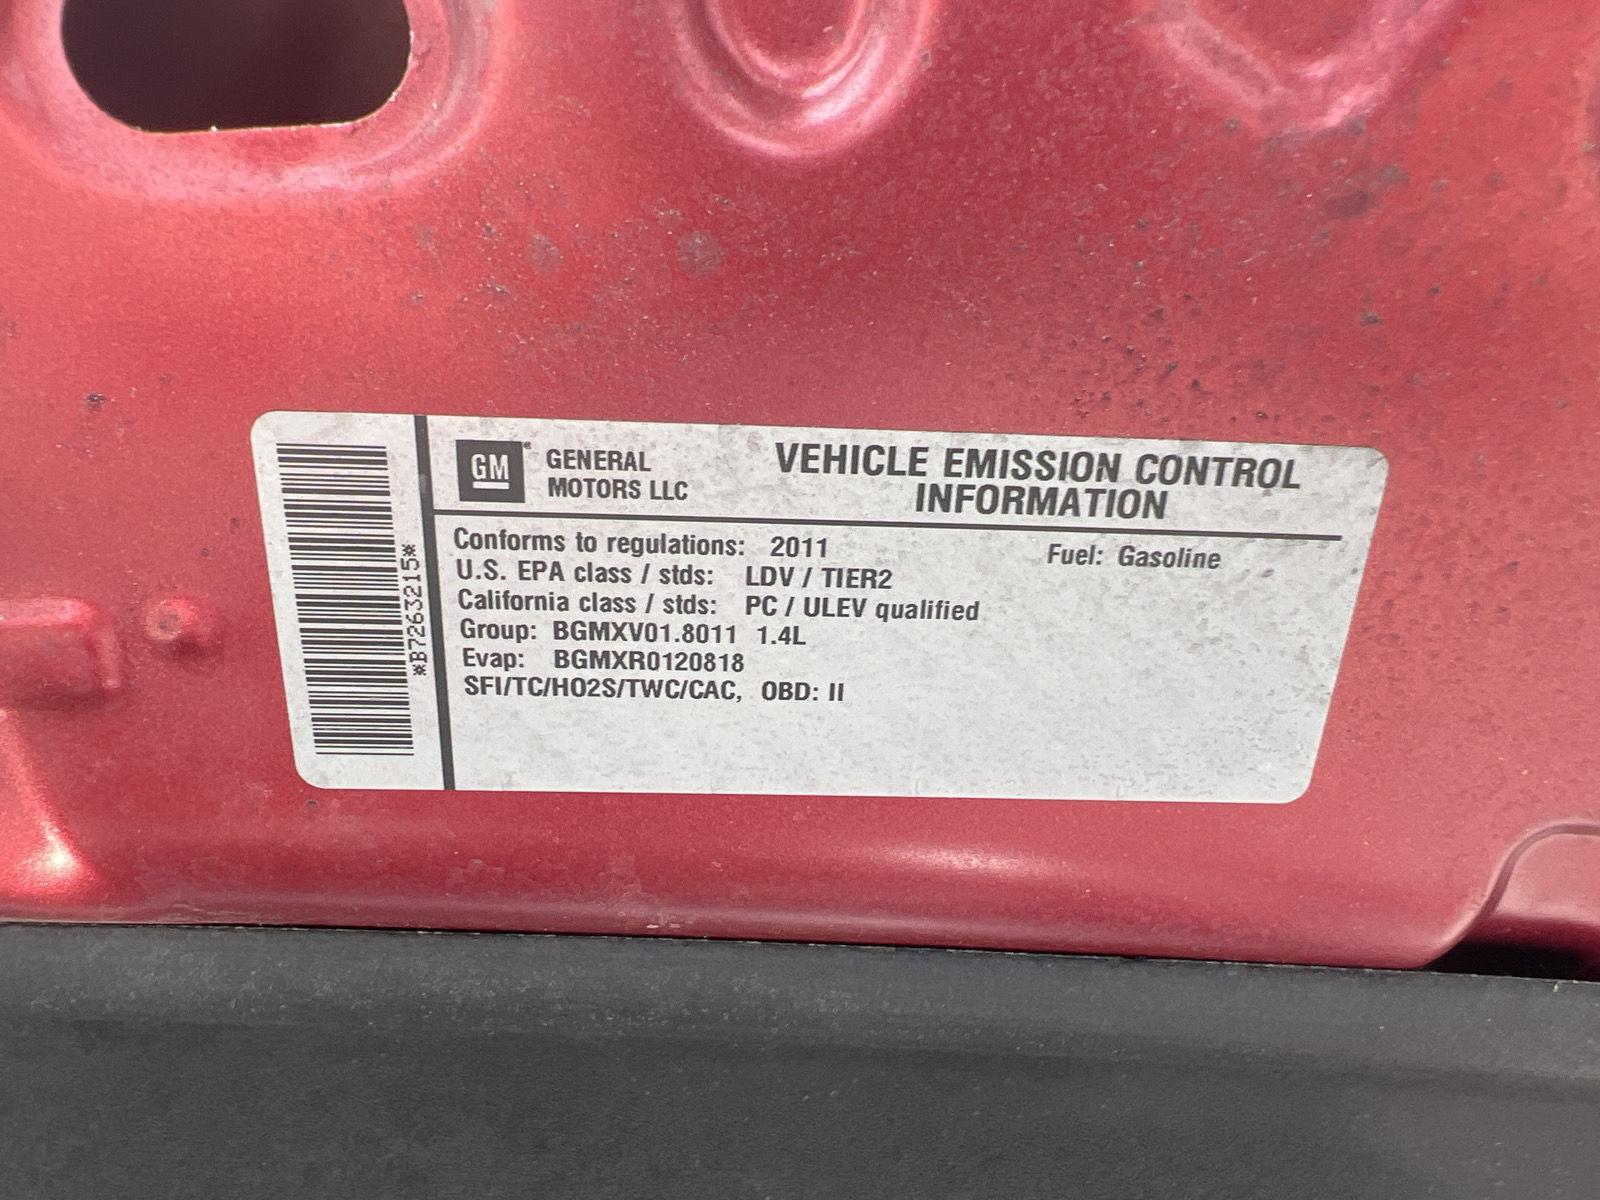 *B7263215*
GM
GENERAL
MOTORS LLC
VEHICLE EMISSION CONTROL
INFORMATION
Conforms to regulations: 2011
Fuel: Gasoline
U.S. EPA class / stds: LDV / TIER2
California class / stds: PC / ULEV qualified
Group: BGMXV01.8011 1.4L
Evap: BGMXR0120818
SFI/TC/HO2S/TWC/CAC, OBD: II